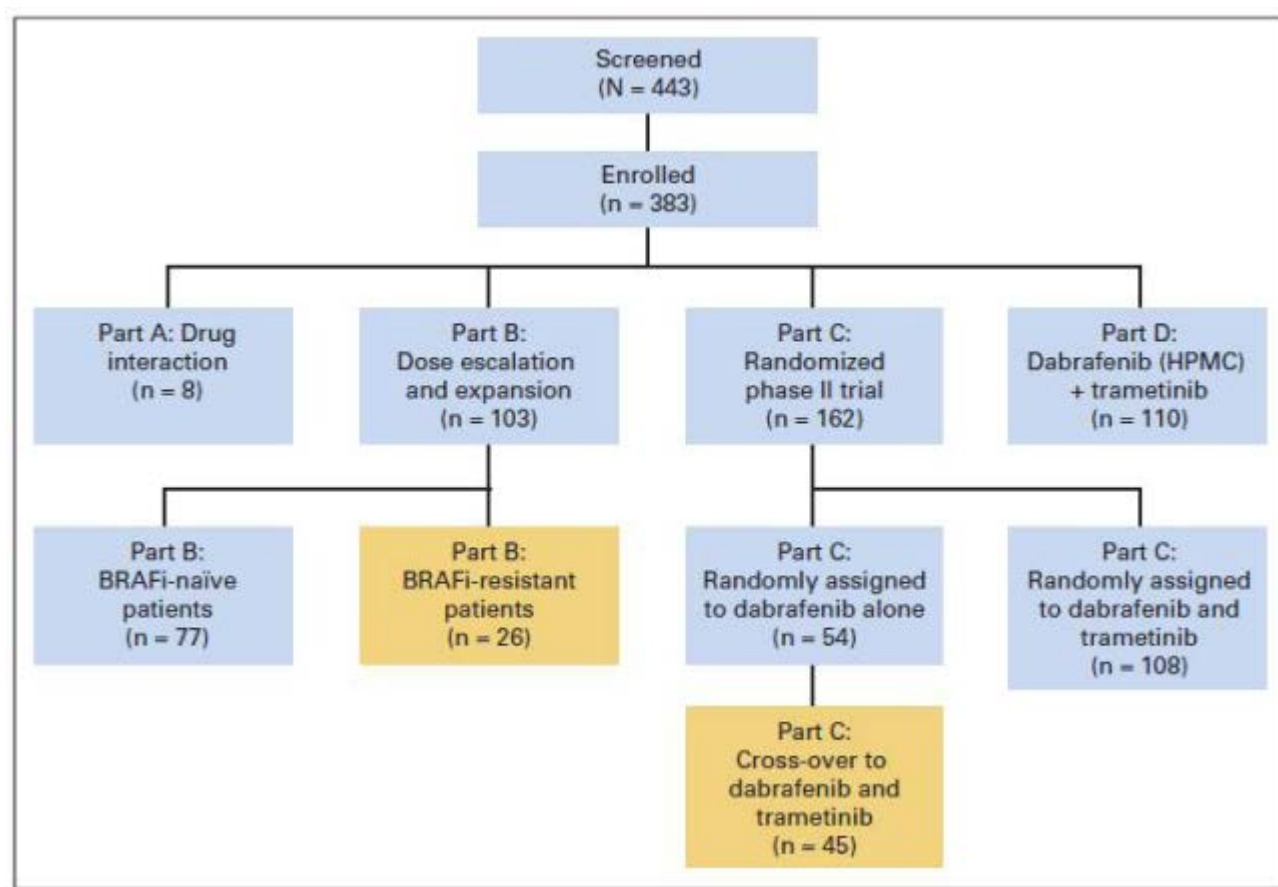 Screened
(N = 443)
Enrolled
(n = 383)
Part A: Drug
interaction
(n = 8)
Part B:
Dose escalation
and expansion
(n = 103)
Part C:
Randomized
phase II trial
(n = 162)
Part D:
Dabrafenib (HPMC)
+ trametinib
(n = 110)
Part B:
BRAFi-naïve
patients
(n = 77)
Part B:
BRAFi-resistant
patients
(n = 26)
Part C:
Randomly assigned
to dabrafenib alone
(n = 54)
Part C:
Randomly assigned
to dabrafenib and
trametinib
(n = 108)
Part C:
Cross-over to
dabrafenib and
trametinib
(n = 45)